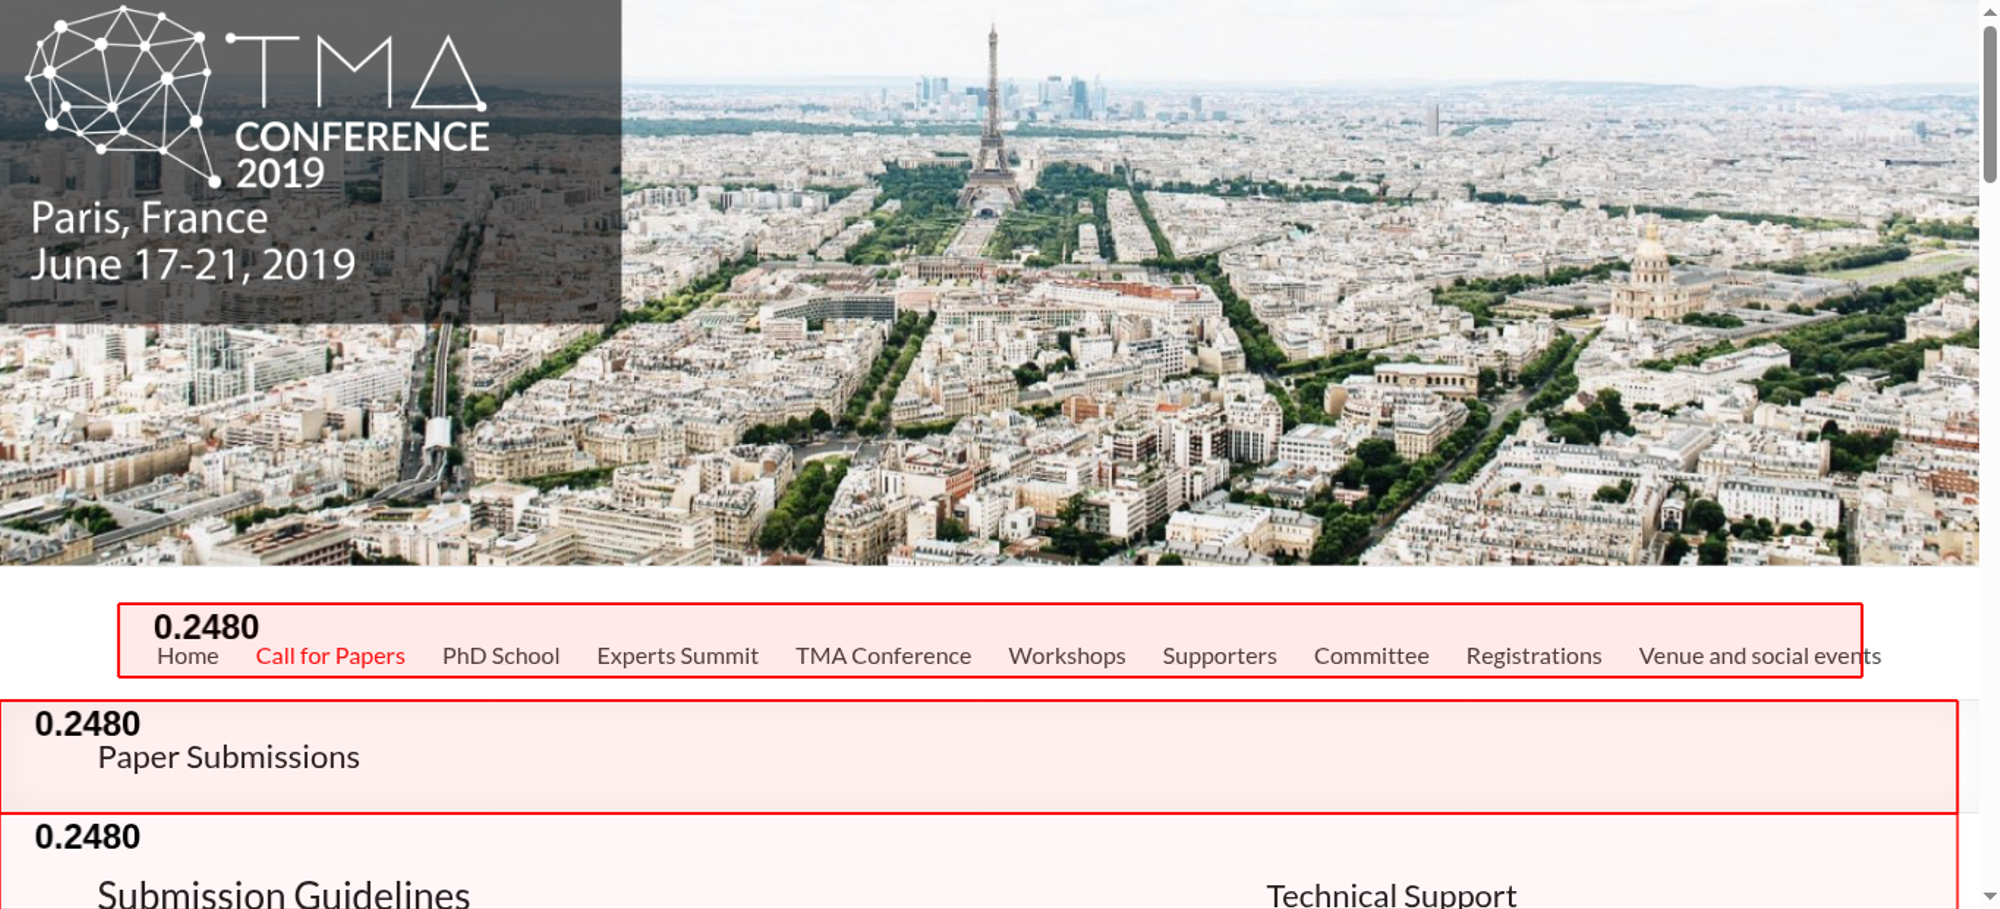 TMA
CONFERENCE
2019
Paris, France
June 17-21, 2019
0.2480
Home Call for Papers PhD School Experts Summit TMA Conference Workshops Supporters Committee Registrations Venue and social events
0.2480
Paper Submissions
0.2480
Submission Guidelines Technical Support